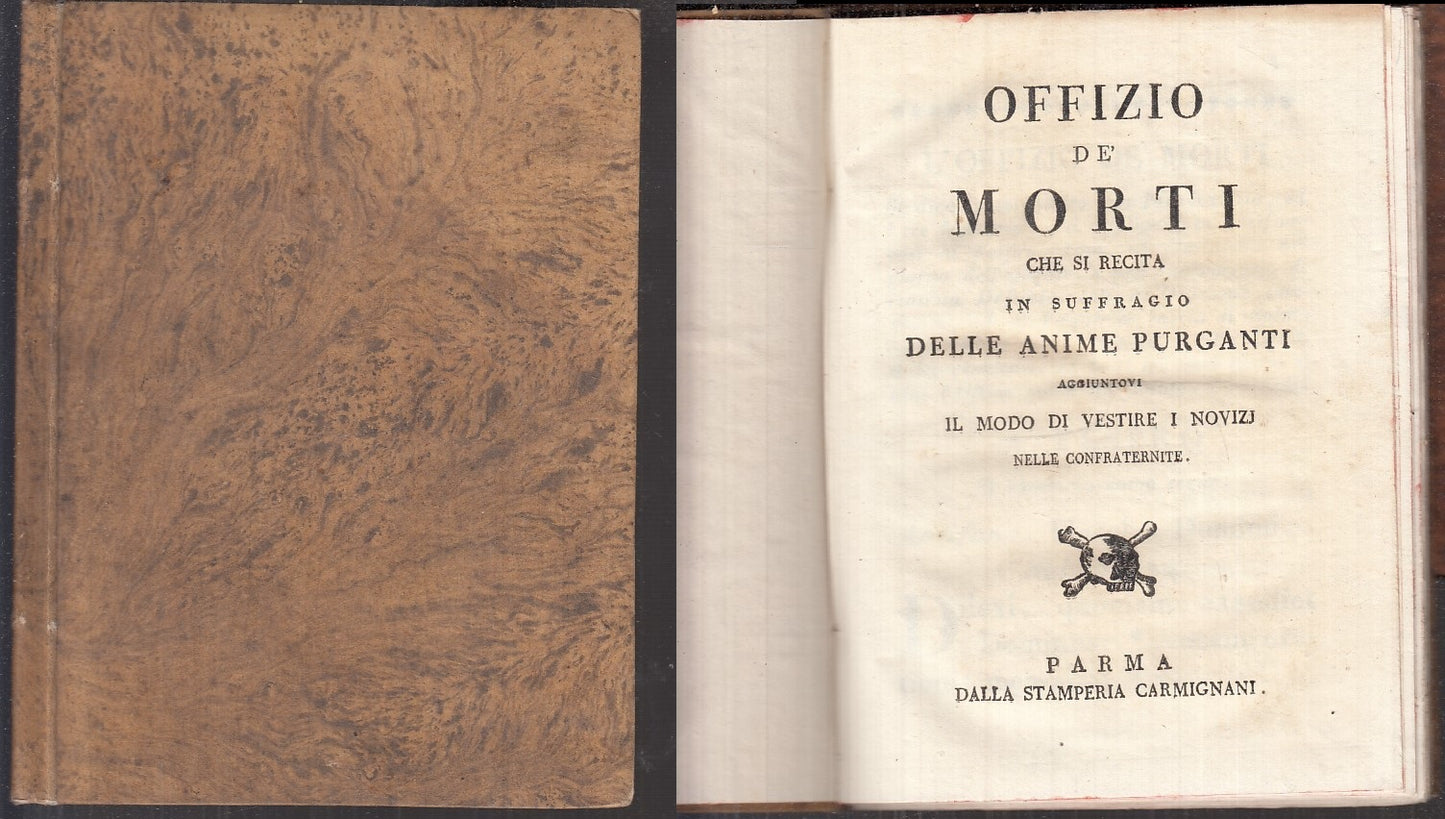 OFFIZIO
DE'
MORTI
CHE SI RECITA
IN SUFFRAGIO
DELLE ANIME PURGANTI
AGGIUNTOVI
IL MODO DI VESTIRE I NOVIZJ
NELLE CONFRATERNITE.
PARMA
DALLA STAMPERIA CARMIGNANI.